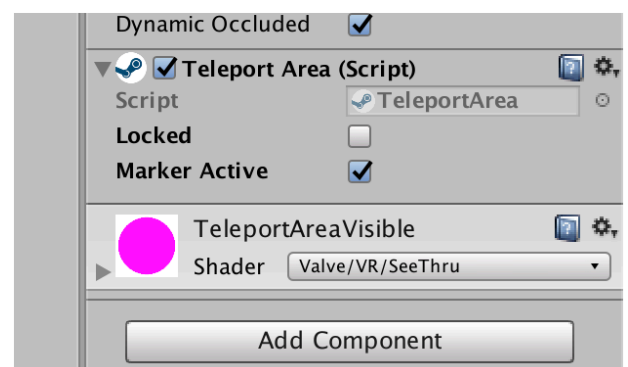 Dynamic Occluded
Teleport Area (Script)
Script TeleportArea
Locked
Marker Active
TeleportAreaVisible
Shader Valve/VR/SeeThru
Add Component